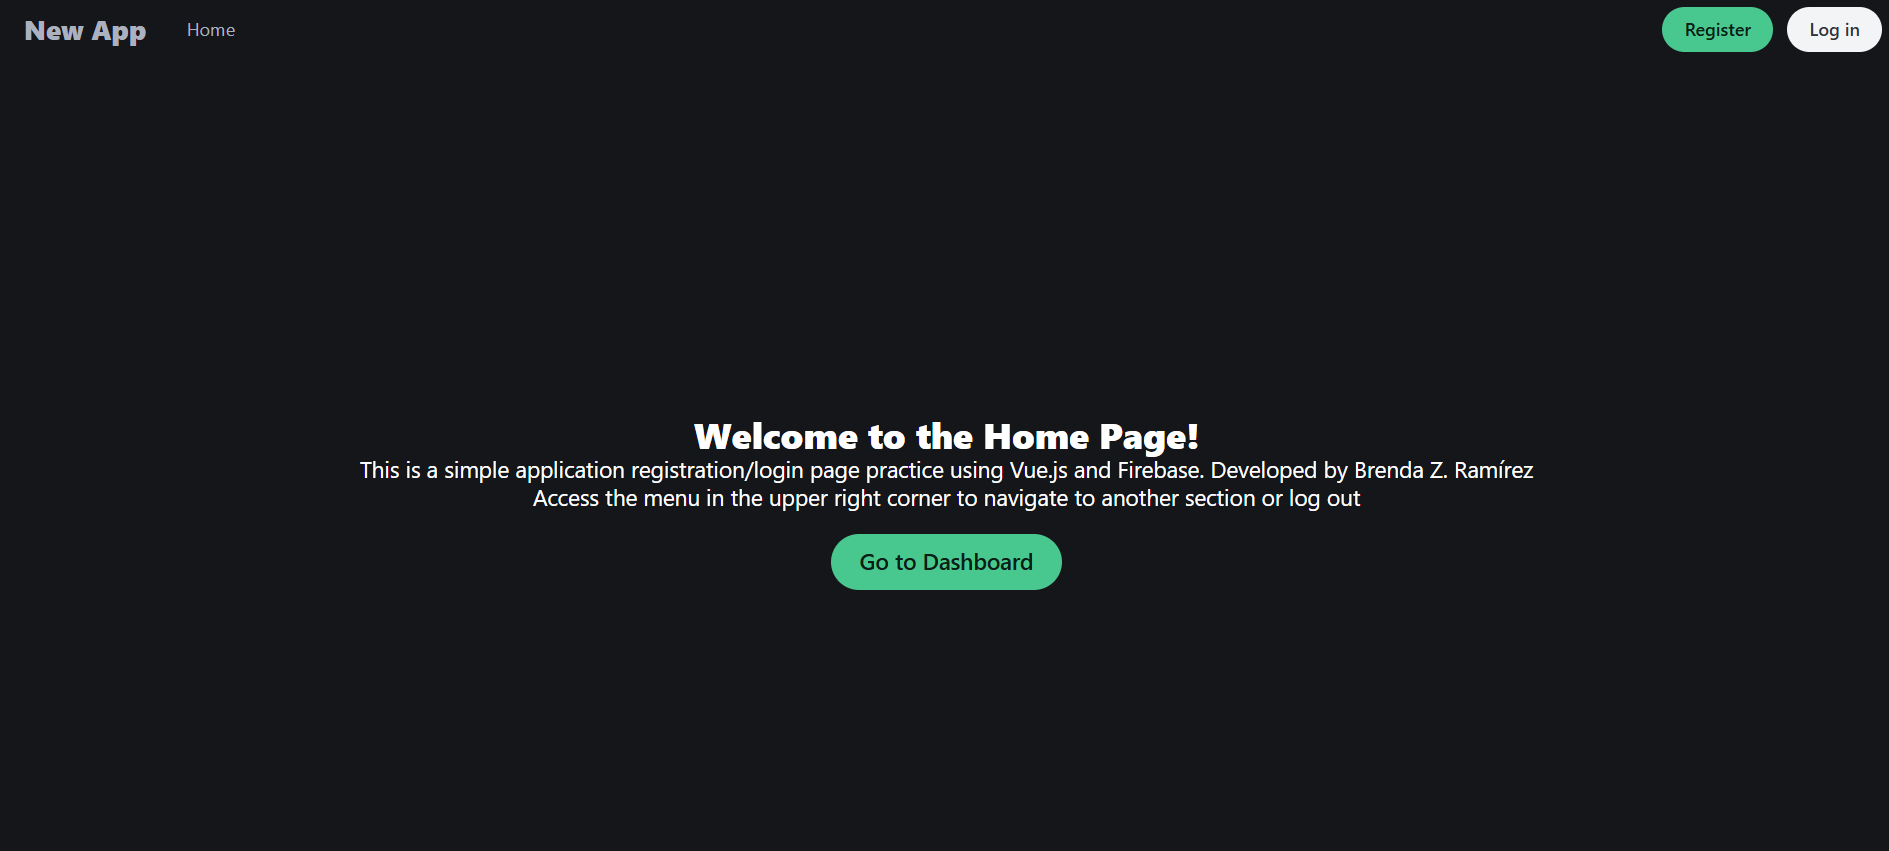 New App
Home
Register
Log in
Welcome to the Home Page!
This is a simple application registration/login page practice using Vue.js and Firebase. Developed by Brenda Z. Ramírez
Access the menu in the upper right corner to navigate to another section or log out
Go to Dashboard